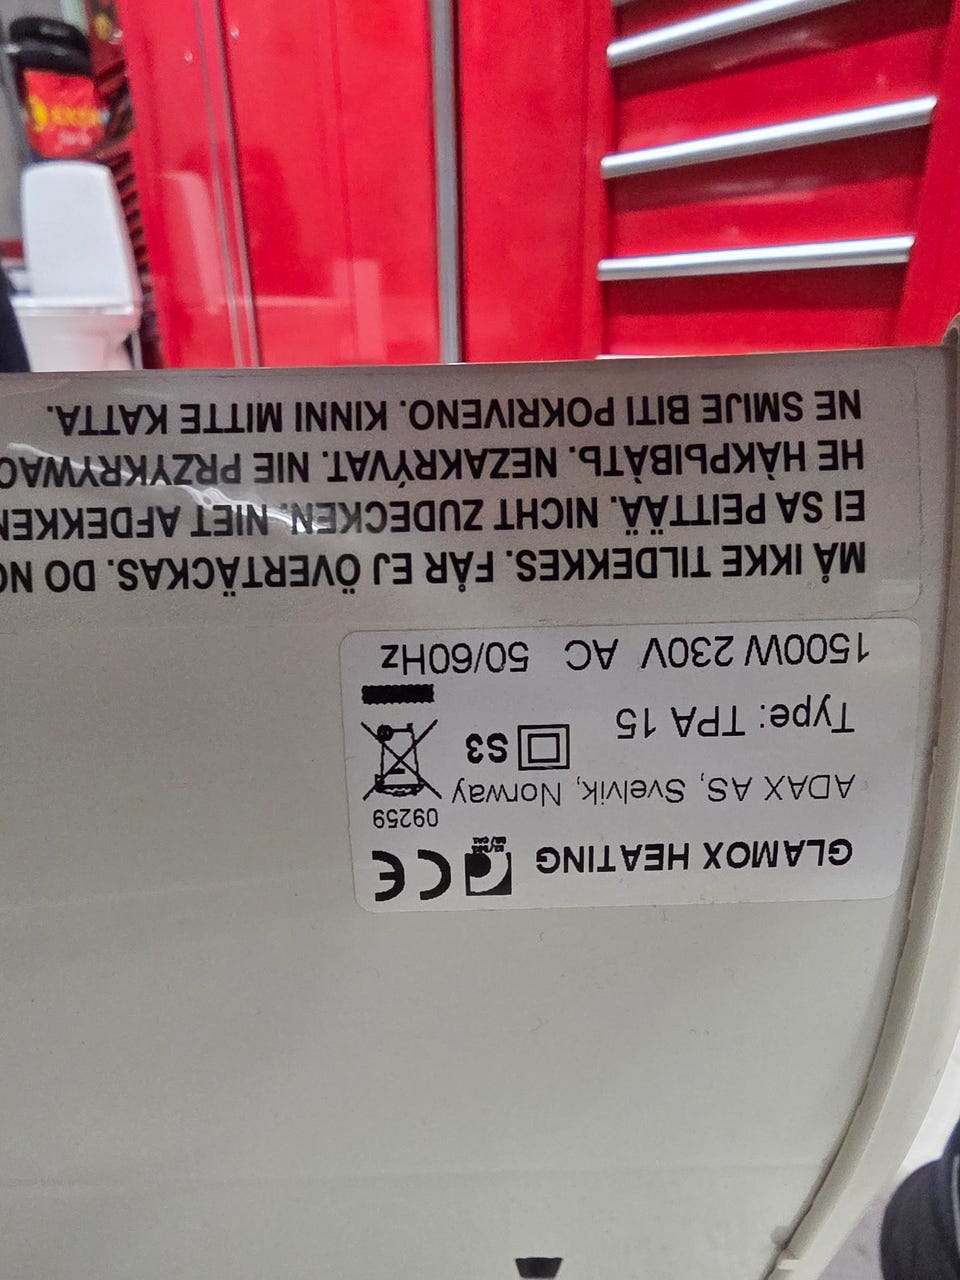 GLAMOX HEATING
09259
ADAX AS, Svelvik, Norway
Type: TPA 15
S3
1500W 230V AC 50/60Hz
MÅ IKKE TILDEKKES. FÅR EJ ÖVERTÄCKAS. DO
EI SA PEITTÄÄ. NICHT ZUDECKEN. NIET AFDEKKEN
НЕ НАКРЫВАТЬ. NEZAKRÝVAT. NIE PRZYKRYWAC
NE SMIJE BITI POKRIVENO. KINNI MITTE KATTA.